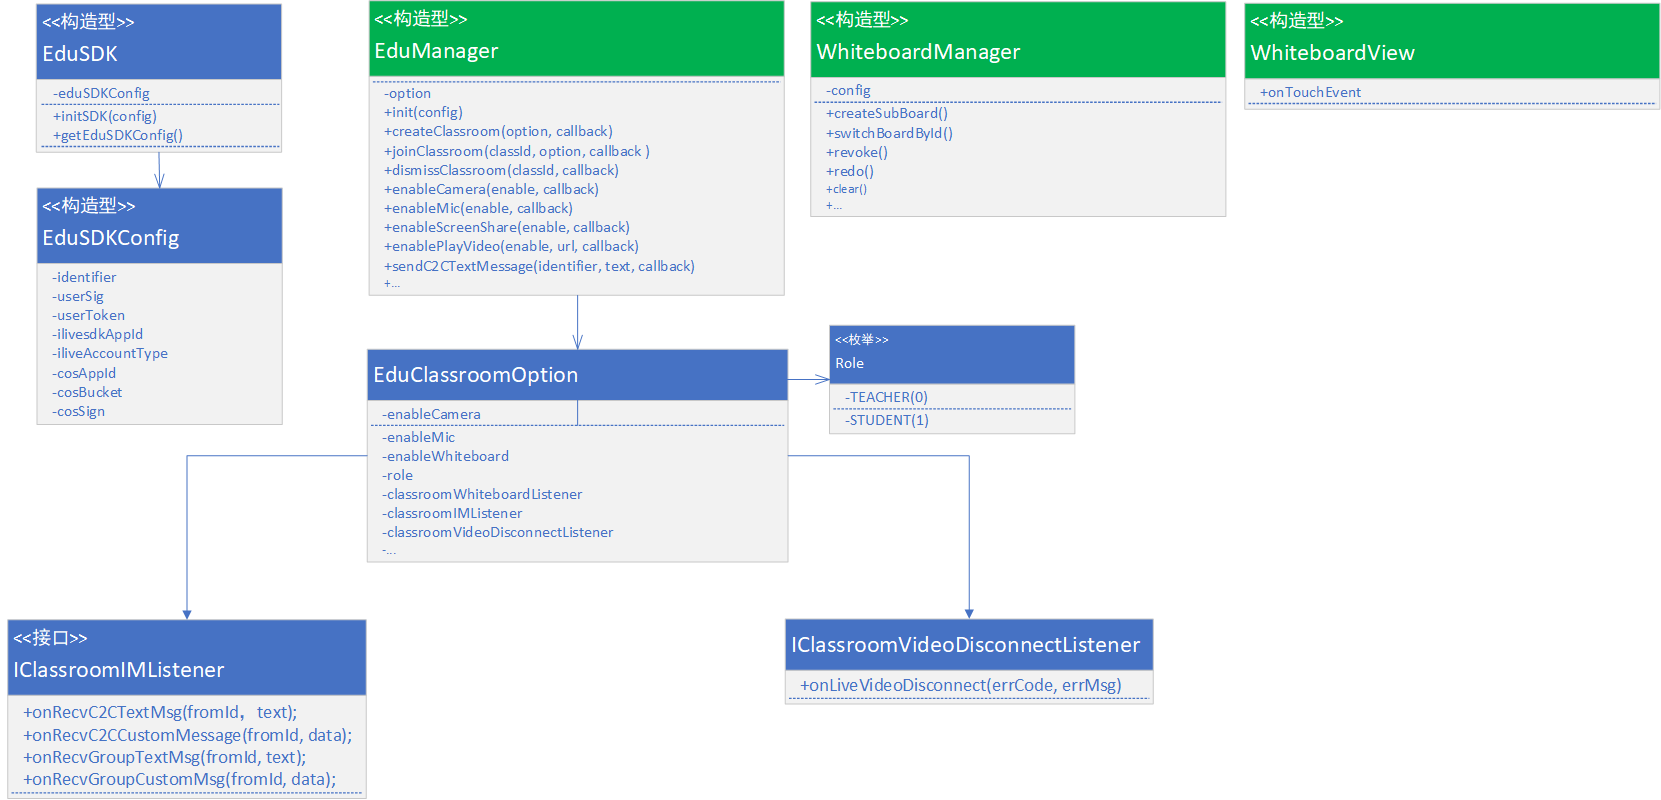 <<构造型>>
EduSDK
-eduSDKConfig
+initSDK(config)
+getEduSDKConfig()
<<构造型>>
EduSDKConfig
-identifier
-userSig
-userToken
-ilivesdkAppId
-iliveAccountType
-cosAppId
-cosBucket
-cosSign
<<构造型>>
EduManager
-option
+init(config)
+createClassroom(option, callback)
+joinClassroom(classId, option, callback )
+dismissClassroom(classId, callback)
+enableCamera(enable, callback)
+enableMic(enable, callback)
+enableScreenShare(enable, callback)
+enablePlayVideo(enable, url, callback)
+sendC2CTextMessage(identifier, text, callback)
+...
<<构造型>>
WhiteboardManager
-config
+createSubBoard()
+switchBoardById()
+revoke()
+redo()
+clear()
+...
<<构造型>>
WhiteboardView
+onTouchEvent
EduClassroomOption
-enableCamera
-enableMic
-enableWhiteboard
-role
-classroomWhiteboardListener
-classroomIMListener
-classroomVideoDisconnectListener
-...
<<枚举>>
Role
-TEACHER(0)
-STUDENT(1)
<<接口>>
IClassroomIMListener
+onRecvC2CTextMsg(fromId，text);
+onRecvC2CCustomMessage(fromId, data);
+onRecvGroupTextMsg(fromId, text);
+onRecvGroupCustomMsg(fromId, data);
IClassroomVideoDisconnectListener
+onLiveVideoDisconnect(errCode, errMsg)